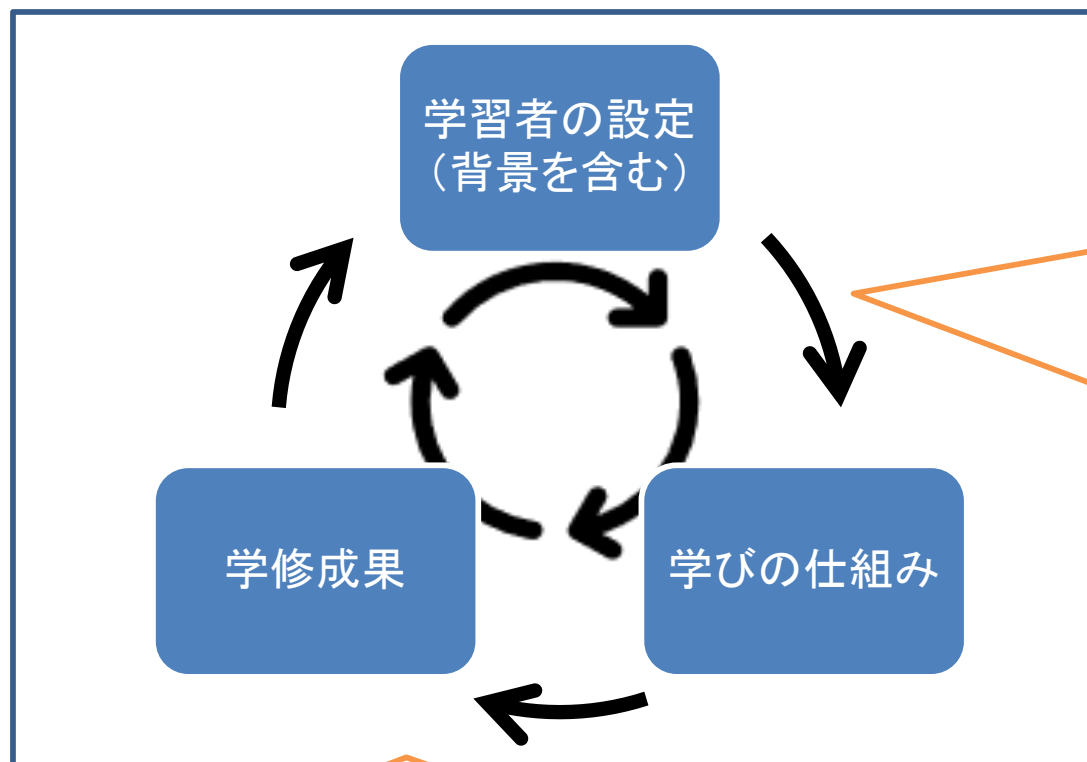 学習者の設定
（背景を含む）
学修成果
学びの仕組み